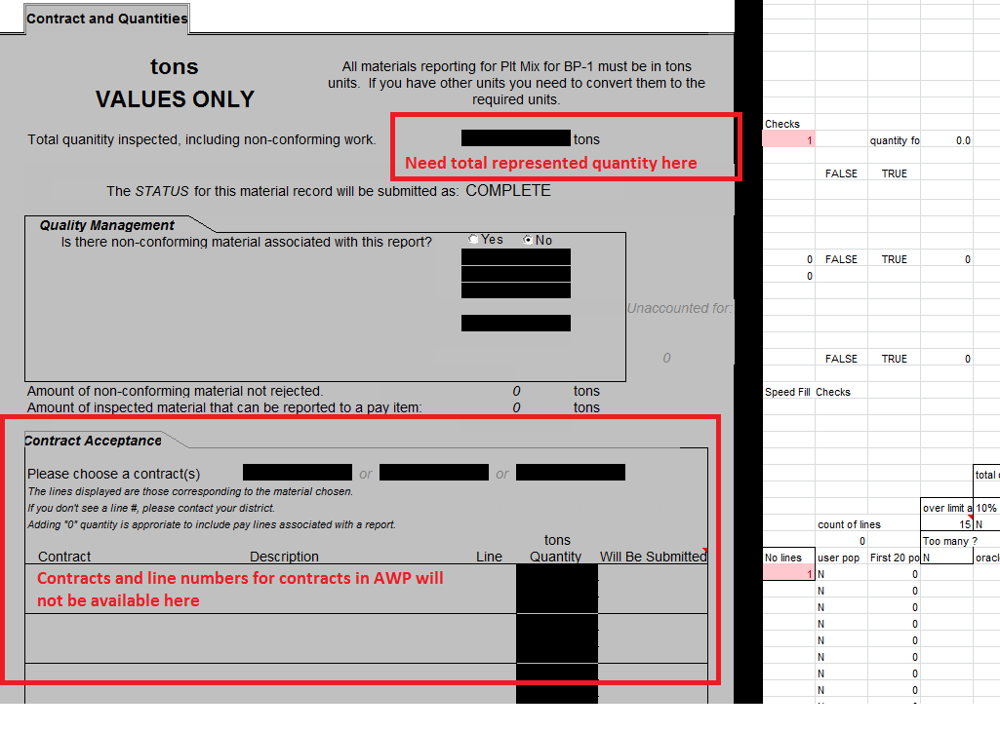 Contract and Quantities
tons
VALUES ONLY
All materials reporting for Plt Mix for BP-1 must be in tons
units. If you have other units you need to convert them to the
required units.
Total quanitity inspected, including non-conforming work.
tons
Need total represented quantity here
The STATUS for this material record will be submitted as: COMPLETE
Quality Management
Is there non-conforming material associated with this report?
Yes
No
Unaccounted for:
0
Amount of non-conforming material not rejected. 0 tons
Amount of inspected material that can be reported to a pay item: 0 tons
Contract Acceptance
Please choose a contract(s) or or
The lines displayed are those corresponding to the material chosen.
If you don't see a line #, please contact your district.
Adding "0" quantity is approriate to include pay lines associated with a report.
tons
Contract Description Line Quantity Will Be Submitted
Contracts and line numbers for contracts in AWP will
not be available here
Checks
1 quantity fo 0.0
FALSE TRUE
0 FALSE TRUE 0
0
FALSE TRUE 0
Speed Fill Checks
total
over limit a 10%
count of lines 15 N
0 Too many ?
No lines user pop First 20 po N oracl
1 N 0
N 0
N 0
N 0
N 0
N 0
N 0
N 0